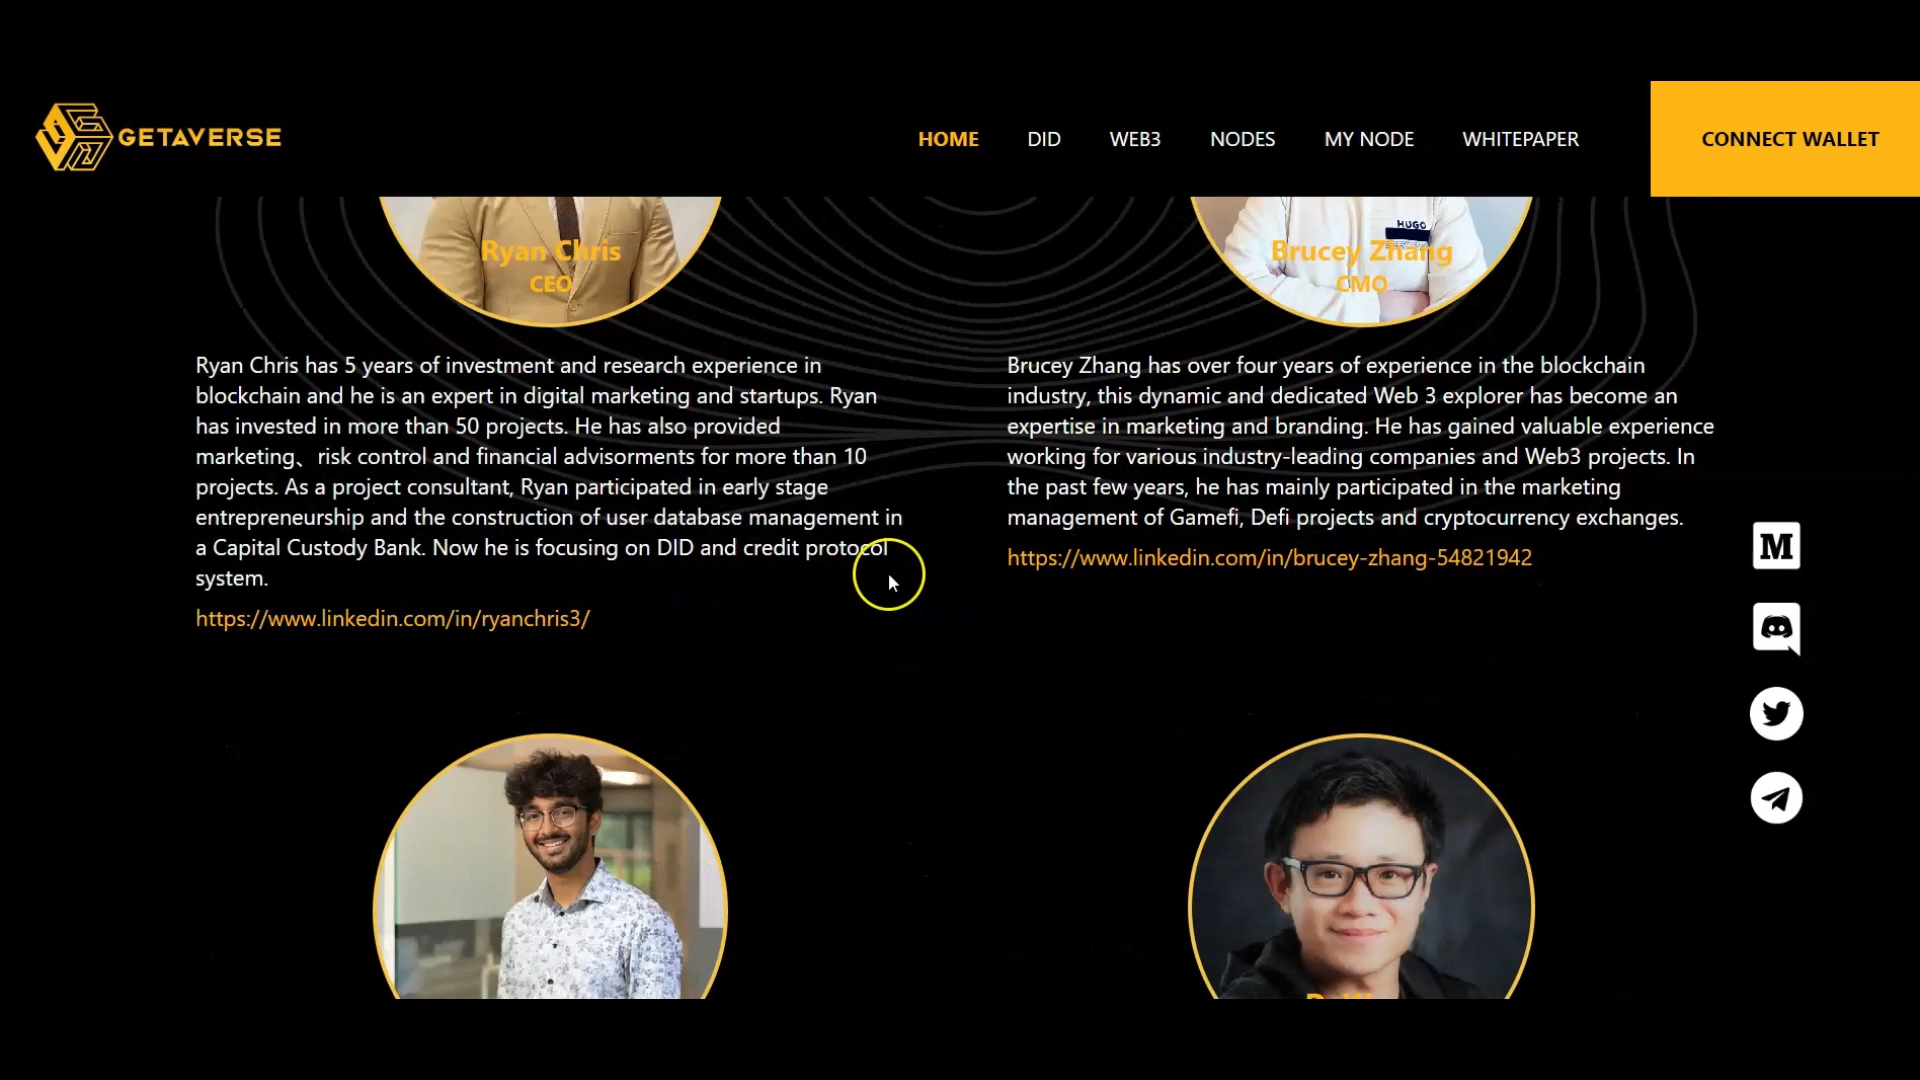 GETAVERSE
HOME DID WEB3 NODES MY NODE WHITEPAPER CONNECT WALLET
HUGO
Ryan Chris
CEO
Ryan Chris has 5 years of investment and research experience in
blockchain and he is an expert in digital marketing and startups. Ryan
has invested in more than 50 projects. He has also provided
marketing、risk control and financial advisorments for more than 10
projects. As a project consultant, Ryan participated in early stage
entrepreneurship and the construction of user database management in
a Capital Custody Bank. Now he is focusing on DID and credit protocol
system.
https://www.linkedin.com/in/ryanchris3/
Brucey Zhang
CMO
Brucey Zhang has over four years of experience in the blockchain
industry, this dynamic and dedicated Web 3 explorer has become an
expertise in marketing and branding. He has gained valuable experience
working for various industry-leading companies and Web3 projects. In
the past few years, he has mainly participated in the marketing
management of Gamefi, Defi projects and cryptocurrency exchanges.
https://www.linkedin.com/in/brucey-zhang-54821942
M